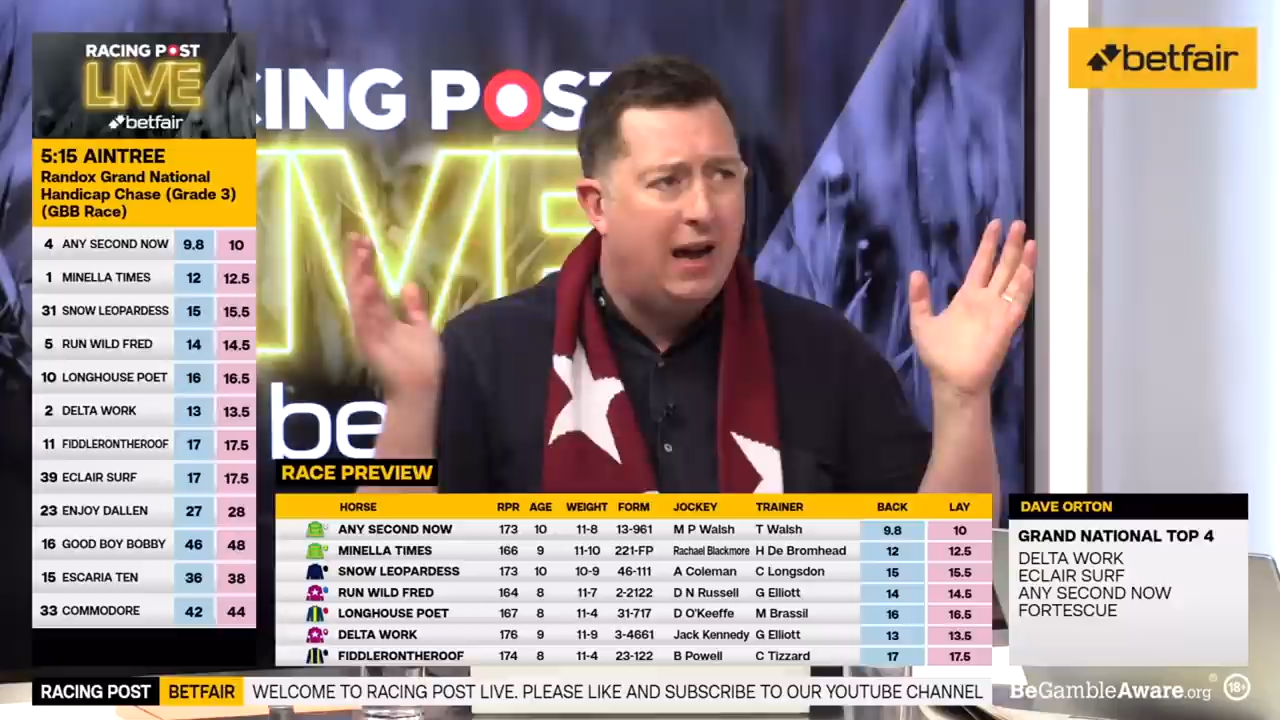 RACING POST
LIVE
betfair
5:15 AINTREE
Randox Grand National
Handicap Chase (Grade 3)
(GBB Race)
4 ANY SECOND NOW 9.8 10
1 MINELLA TIMES 12 12.5
31 SNOW LEOPARDESS 15 15.5
5 RUN WILD FRED 14 14.5
10 LONGHOUSE POET 16 16.5
2 DELTA WORK 13 13.5
11 FIDDLERONTHEROOF 17 17.5
39 ECLAIR SURF 17 17.5
23 ENJOY DALLEN 27 28
16 GOOD BOY BOBBY 46 48
15 ESCARIA TEN 36 38
33 COMMODORE 42 44
CING POST
IVE
be
betfair
RACE PREVIEW
HORSE RPR AGE WEIGHT FORM JOCKEY TRAINER BACK LAY
ANY SECOND NOW 173 10 11-8 13-961 M P Walsh T Walsh 9.8 10
MINELLA TIMES 166 9 11-10 221-FP Rachael Blackmore H De Bromhead 12 12.5
SNOW LEOPARDESS 173 10 10-9 46-111 A Coleman C Longsdon 15 15.5
RUN WILD FRED 164 8 11-7 2-2122 D N Russell G Elliott 14 14.5
LONGHOUSE POET 167 8 11-4 31-717 D O'Keeffe M Brassil 16 16.5
DELTA WORK 176 9 11-9 3-4661 Jack Kennedy G Elliott 13 13.5
FIDDLERONTHEROOF 174 8 11-4 23-122 B Powell C Tizzard 17 17.5
DAVE ORTON
GRAND NATIONAL TOP 4
DELTA WORK
ECLAIR SURF
ANY SECOND NOW
FORTESCUE
RACING POST BETFAIR WELCOME TO RACING POST LIVE. PLEASE LIKE AND SUBSCRIBE TO OUR YOUTUBE CHANNEL
BeGambleAware.org® 18+